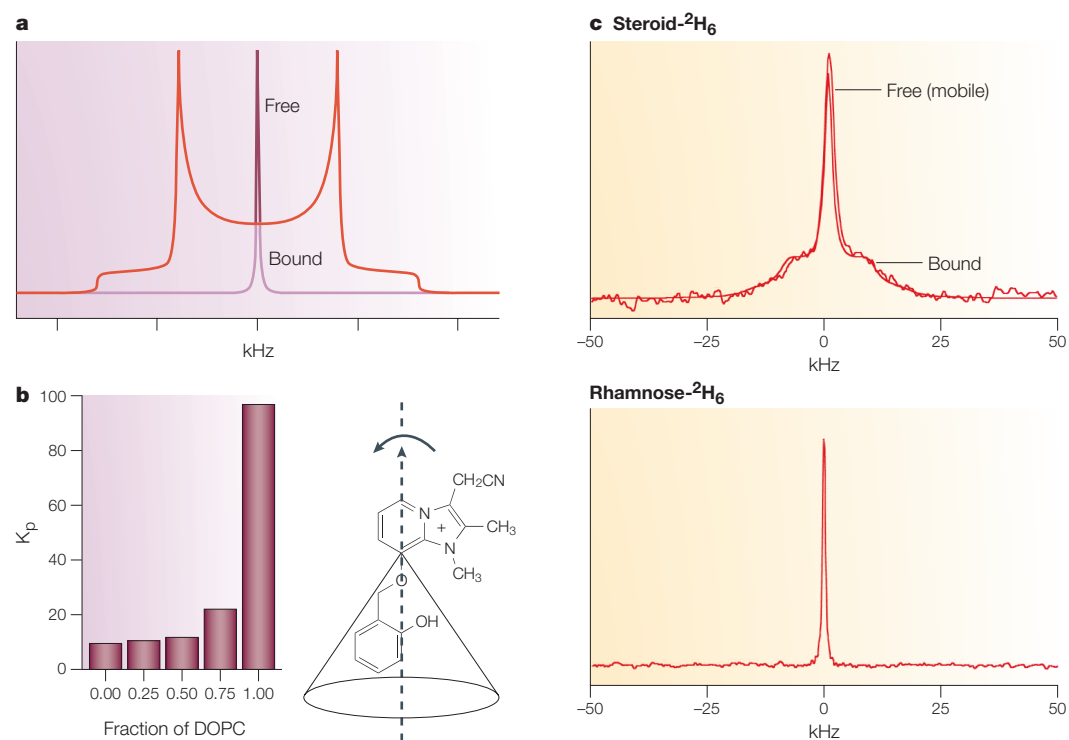 a
Free
Bound
kHz
b
100
80
60
40
20
0
K_p
0.00 0.25 0.50 0.75 1.00
Fraction of DOPC
CH₂CN
N
+
CH₃
N
CH₃
O
OH
c Steroid-²H₆
Free (mobile)
Bound
–50 –25 0 25 50
kHz
Rhamnose-²H₆
–50 –25 0 25 50
kHz